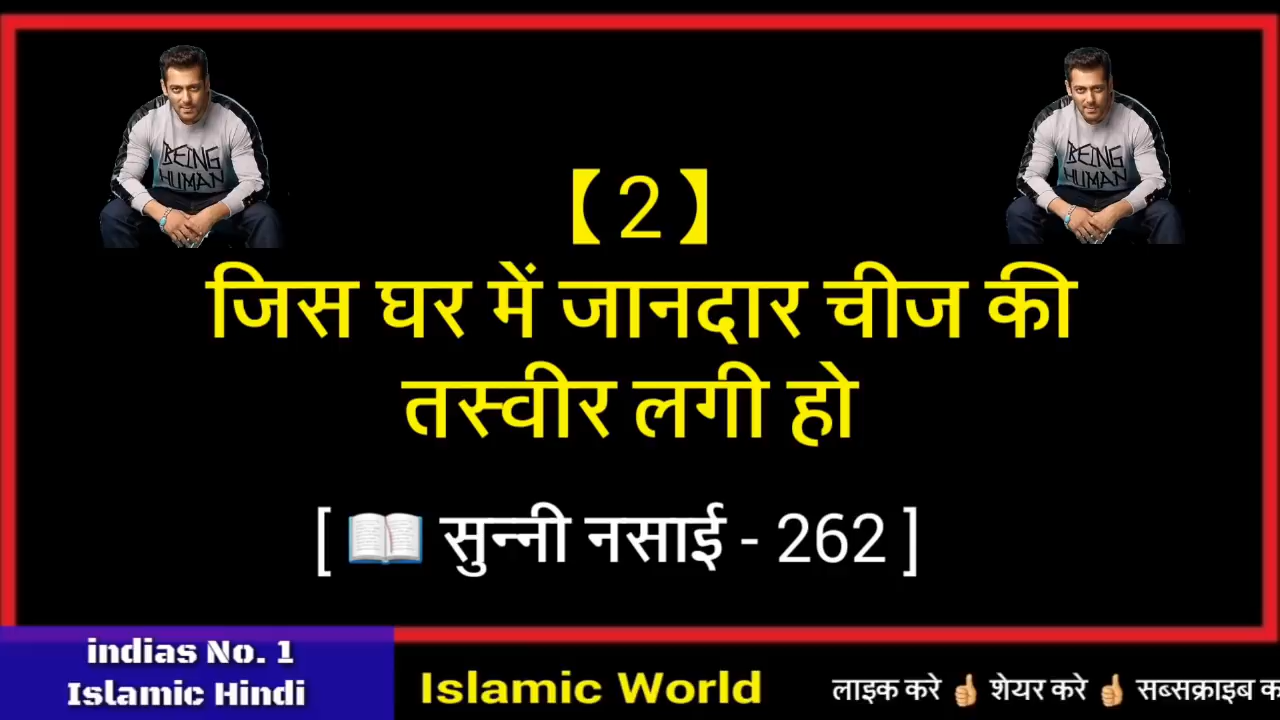 【2】
जिस घर में जानदार चीज की
तस्वीर लगी हो
[ 📖 सुन्नी नसाई - 262 ]
BEING
HUMAN
BEING
HUMAN
indias No. 1
Islamic Hindi
Islamic World
लाइक करे 👍 शेयर करे 👍 सब्सक्राइब क